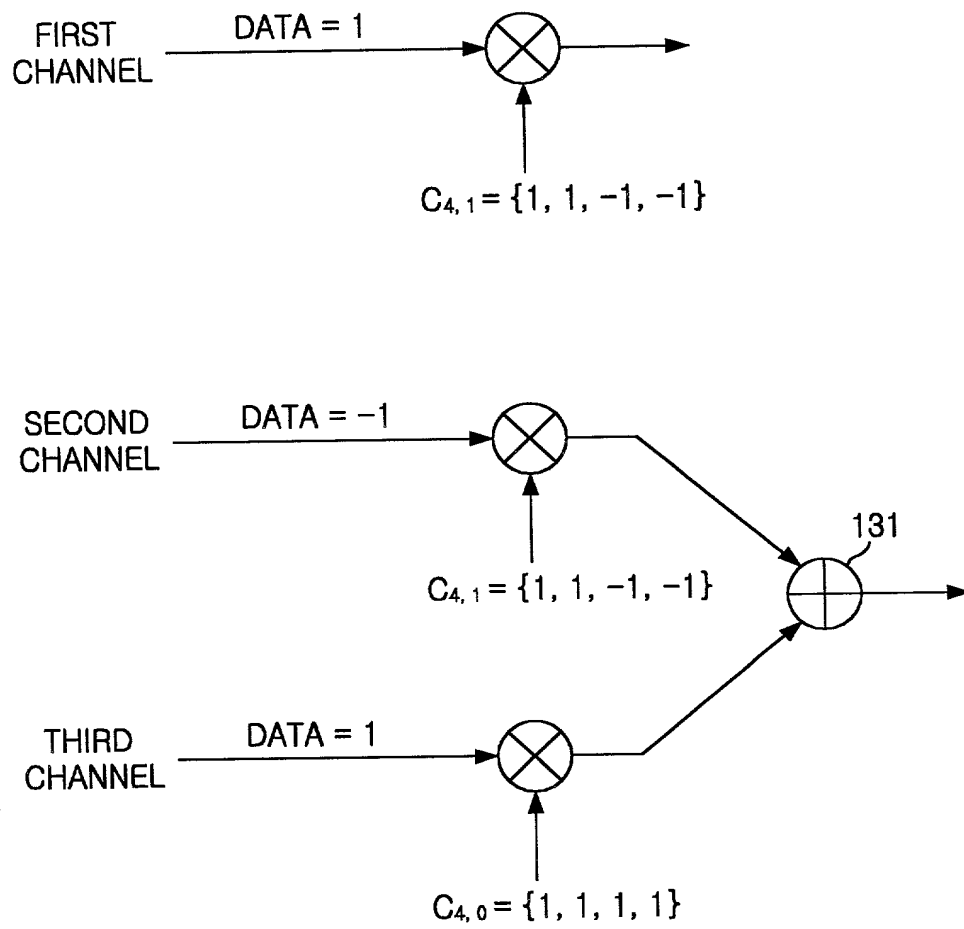 FIRST
CHANNEL
DATA = 1
C4, 1 = {1, 1, −1, −1}
SECOND
CHANNEL
DATA = −1
131
C4, 1 = {1, 1, −1, −1}
THIRD
CHANNEL
DATA = 1
C4, 0 = {1, 1, 1, 1}